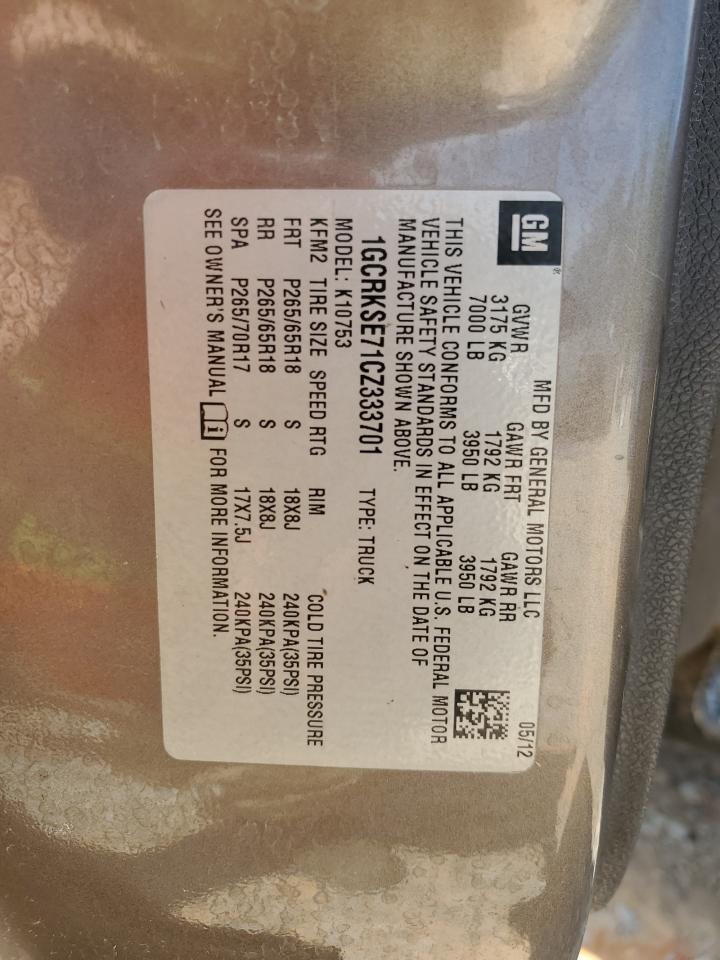 GM®
MFD BY GENERAL MOTORS LLC 05/12
GVWR GAWR FRT GAWR RR
3175 KG 1792 KG 1792 KG
7000 LB 3950 LB 3950 LB
THIS VEHICLE CONFORMS TO ALL APPLICABLE U.S. FEDERAL MOTOR
VEHICLE SAFETY STANDARDS IN EFFECT ON THE DATE OF
MANUFACTURE SHOWN ABOVE.
1GCRKSE71CZ333701 TYPE: TRUCK
MODEL: K10753
KFM2 TIRE SIZE SPEED RTG RIM COLD TIRE PRESSURE
FRT P265/65R18 S 18X8J 240KPA(35PSI)
RR P265/65R18 S 18X8J 240KPA(35PSI)
SPA P265/70R17 S 17X7.5J 240KPA(35PSI)
SEE OWNER'S MANUAL i FOR MORE INFORMATION.